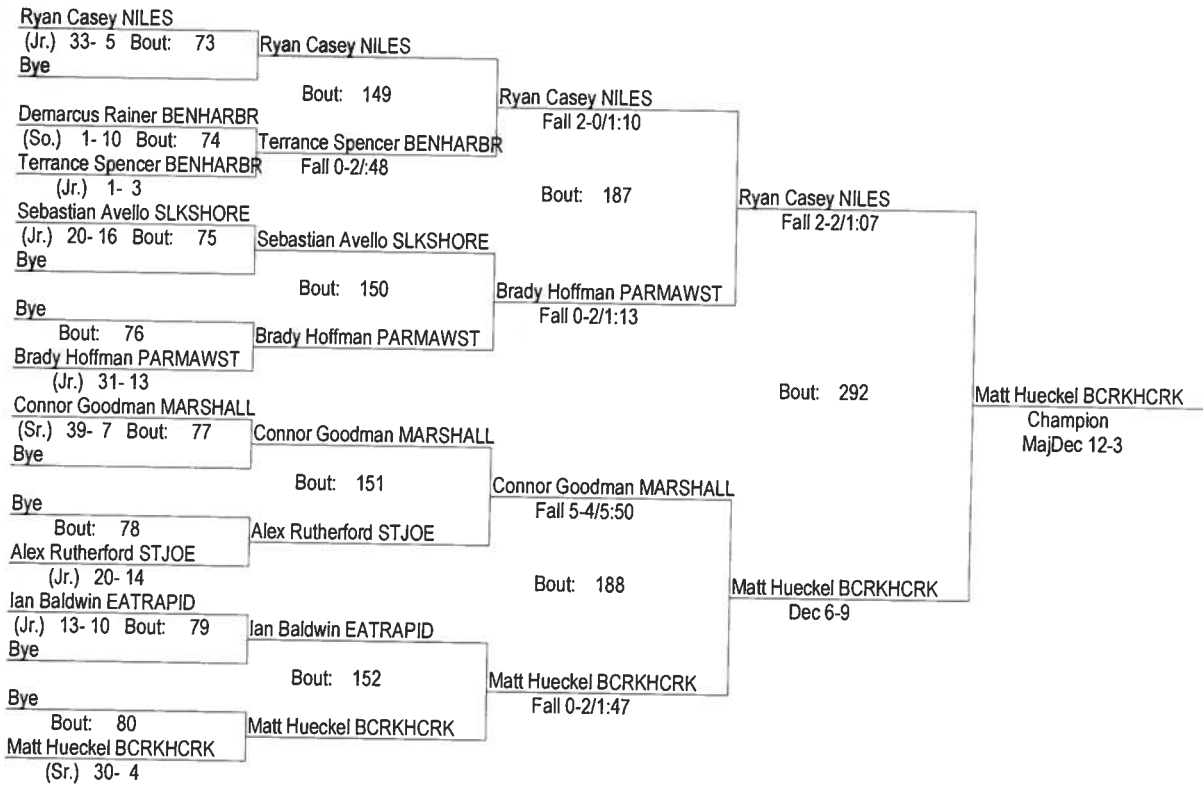 Ryan Casey NILES
(Jr.) 33- 5 Bout: 73
Bye
Ryan Casey NILES
Bout: 149
Demarcus Rainer BENHARBR
(So.) 1- 10 Bout: 74
Terrance Spencer BENHARBR
(Jr.) 1- 3
Terrance Spencer BENHARBR
Fall 0-2/:48
Ryan Casey NILES
Fall 2-0/1:10
Bout: 187
Sebastian Avello SLKSHORE
(Jr.) 20- 16 Bout: 75
Bye
Sebastian Avello SLKSHORE
Bout: 150
Bye
Bout: 76
Brady Hoffman PARMAWST
(Jr.) 31- 13
Brady Hoffman PARMAWST
Brady Hoffman PARMAWST
Fall 0-2/1:13
Ryan Casey NILES
Fall 2-2/1:07
Bout: 292
Connor Goodman MARSHALL
(Sr.) 39- 7 Bout: 77
Bye
Connor Goodman MARSHALL
Bout: 151
Bye
Bout: 78
Alex Rutherford STJOE
(Jr.) 20- 14
Alex Rutherford STJOE
Connor Goodman MARSHALL
Fall 5-4/5:50
Bout: 188
Ian Baldwin EATRAPID
(Jr.) 13- 10 Bout: 79
Bye
Ian Baldwin EATRAPID
Bout: 152
Bye
Bout: 80
Matt Hueckel BCRKHCRK
(Sr.) 30- 4
Matt Hueckel BCRKHCRK
Matt Hueckel BCRKHCRK
Fall 0-2/1:47
Matt Hueckel BCRKHCRK
Dec 6-9
Matt Hueckel BCRKHCRK
Champion
MajDec 12-3